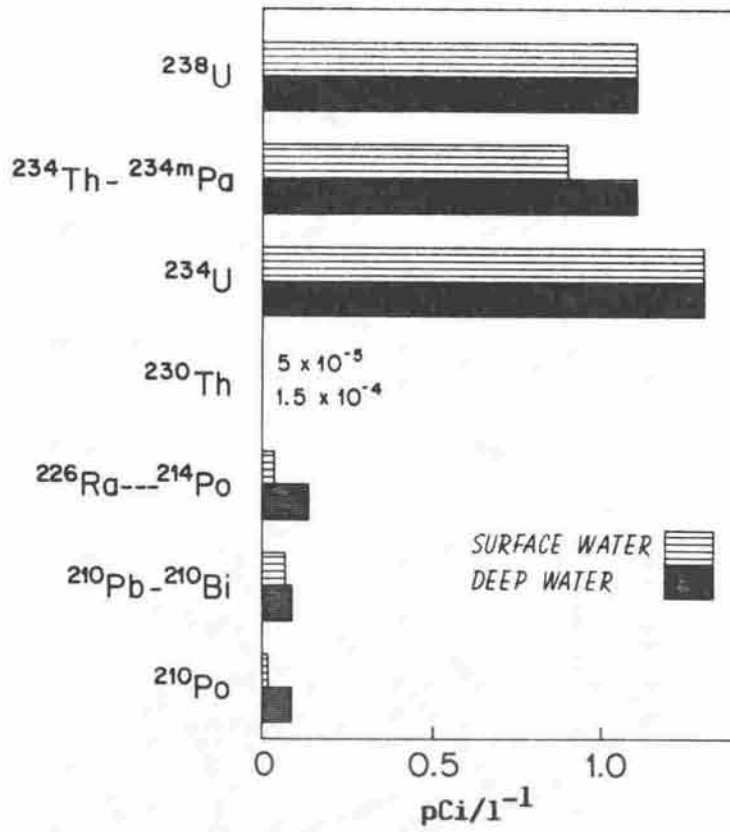 ²³⁸U
²³⁴Th - ²³⁴ᵐPa
²³⁴U
²³⁰Th
5 x 10⁻⁵
1.5 x 10⁻⁴
²²⁶Ra---²¹⁴Po
²¹⁰Pb-²¹⁰Bi
²¹⁰Po
SURFACE WATER
DEEP WATER
0 0.5 1.0
pCi/l⁻¹